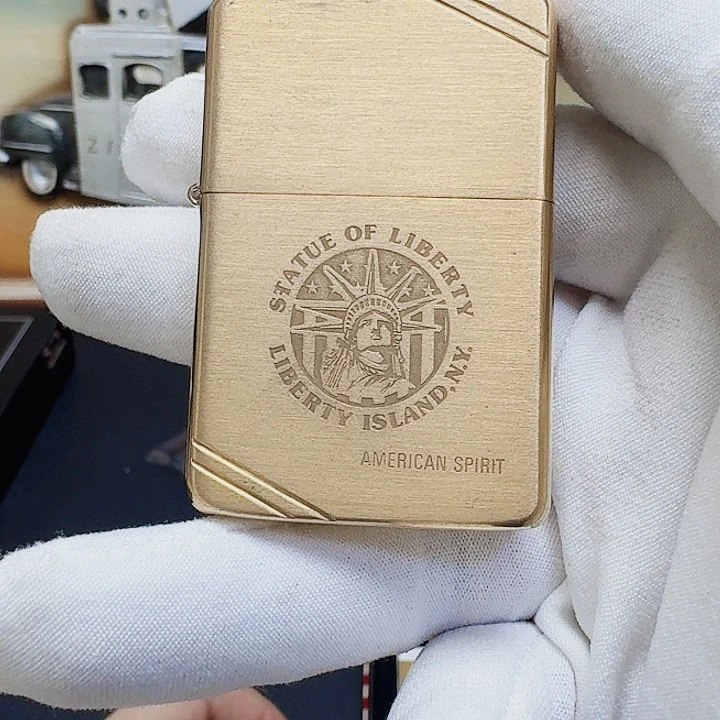 STATUE OF LIBERTY
LIBERTY ISLAND, N.Y.
AMERICAN SPIRIT